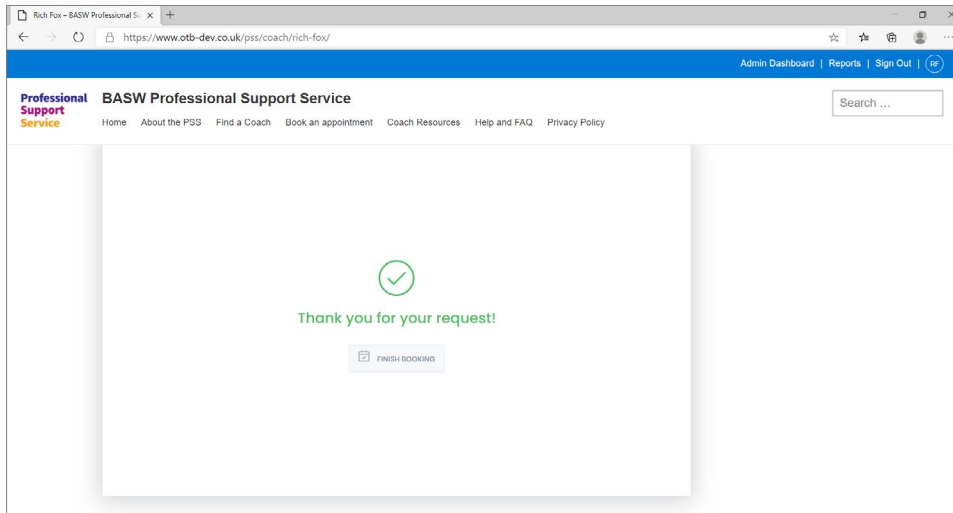 Rich Fox – BASW Professional Su
https://www.otb-dev.co.uk/pss/coach/rich-fox/
Admin Dashboard | Reports | Sign Out | RF
Professional
Support
Service
BASW Professional Support Service
Search ...
Home About the PSS Find a Coach Book an appointment Coach Resources Help and FAQ Privacy Policy
Thank you for your request!
FINISH BOOKING